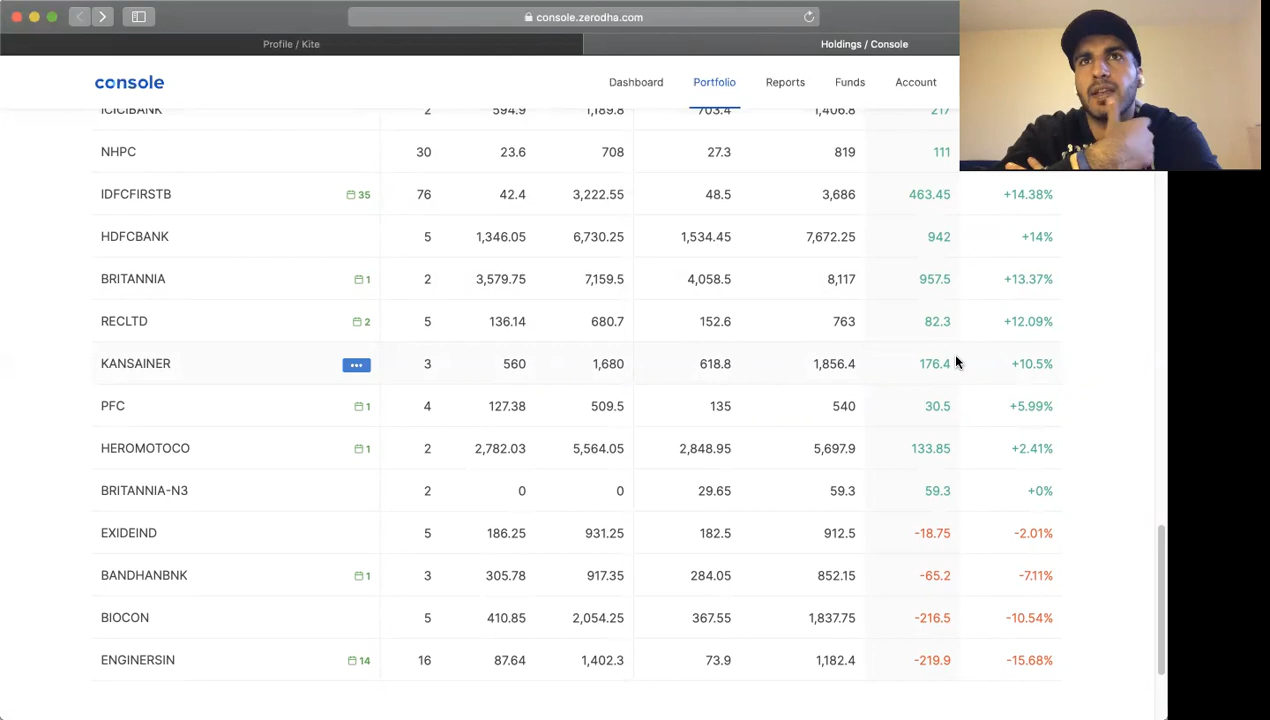 console.zerodha.com
Profile / Kite
Holdings / Console
console
Dashboard Portfolio Reports Funds Account
ICICIBANK 2 594.9 1,189.8 703.4 1,406.8 217
NHPC 30 23.6 708 27.3 819 111
IDFCFIRSTB 35 76 42.4 3,222.55 48.5 3,686 463.45 +14.38%
HDFCBANK 5 1,346.05 6,730.25 1,534.45 7,672.25 942 +14%
BRITANNIA 1 2 3,579.75 7,159.5 4,058.5 8,117 957.5 +13.37%
RECLTD 2 5 136.14 680.7 152.6 763 82.3 +12.09%
KANSAINER ••• 3 560 1,680 618.8 1,856.4 176.4 +10.5%
PFC 1 4 127.38 509.5 135 540 30.5 +5.99%
HEROMOTOCO 1 2 2,782.03 5,564.05 2,848.95 5,697.9 133.85 +2.41%
BRITANNIA-N3 2 0 0 29.65 59.3 59.3 +0%
EXIDEIND 5 186.25 931.25 182.5 912.5 -18.75 -2.01%
BANDHANBNK 1 3 305.78 917.35 284.05 852.15 -65.2 -7.11%
BIOCON 5 410.85 2,054.25 367.55 1,837.75 -216.5 -10.54%
ENGINERSIN 14 16 87.64 1,402.3 73.9 1,182.4 -219.9 -15.68%